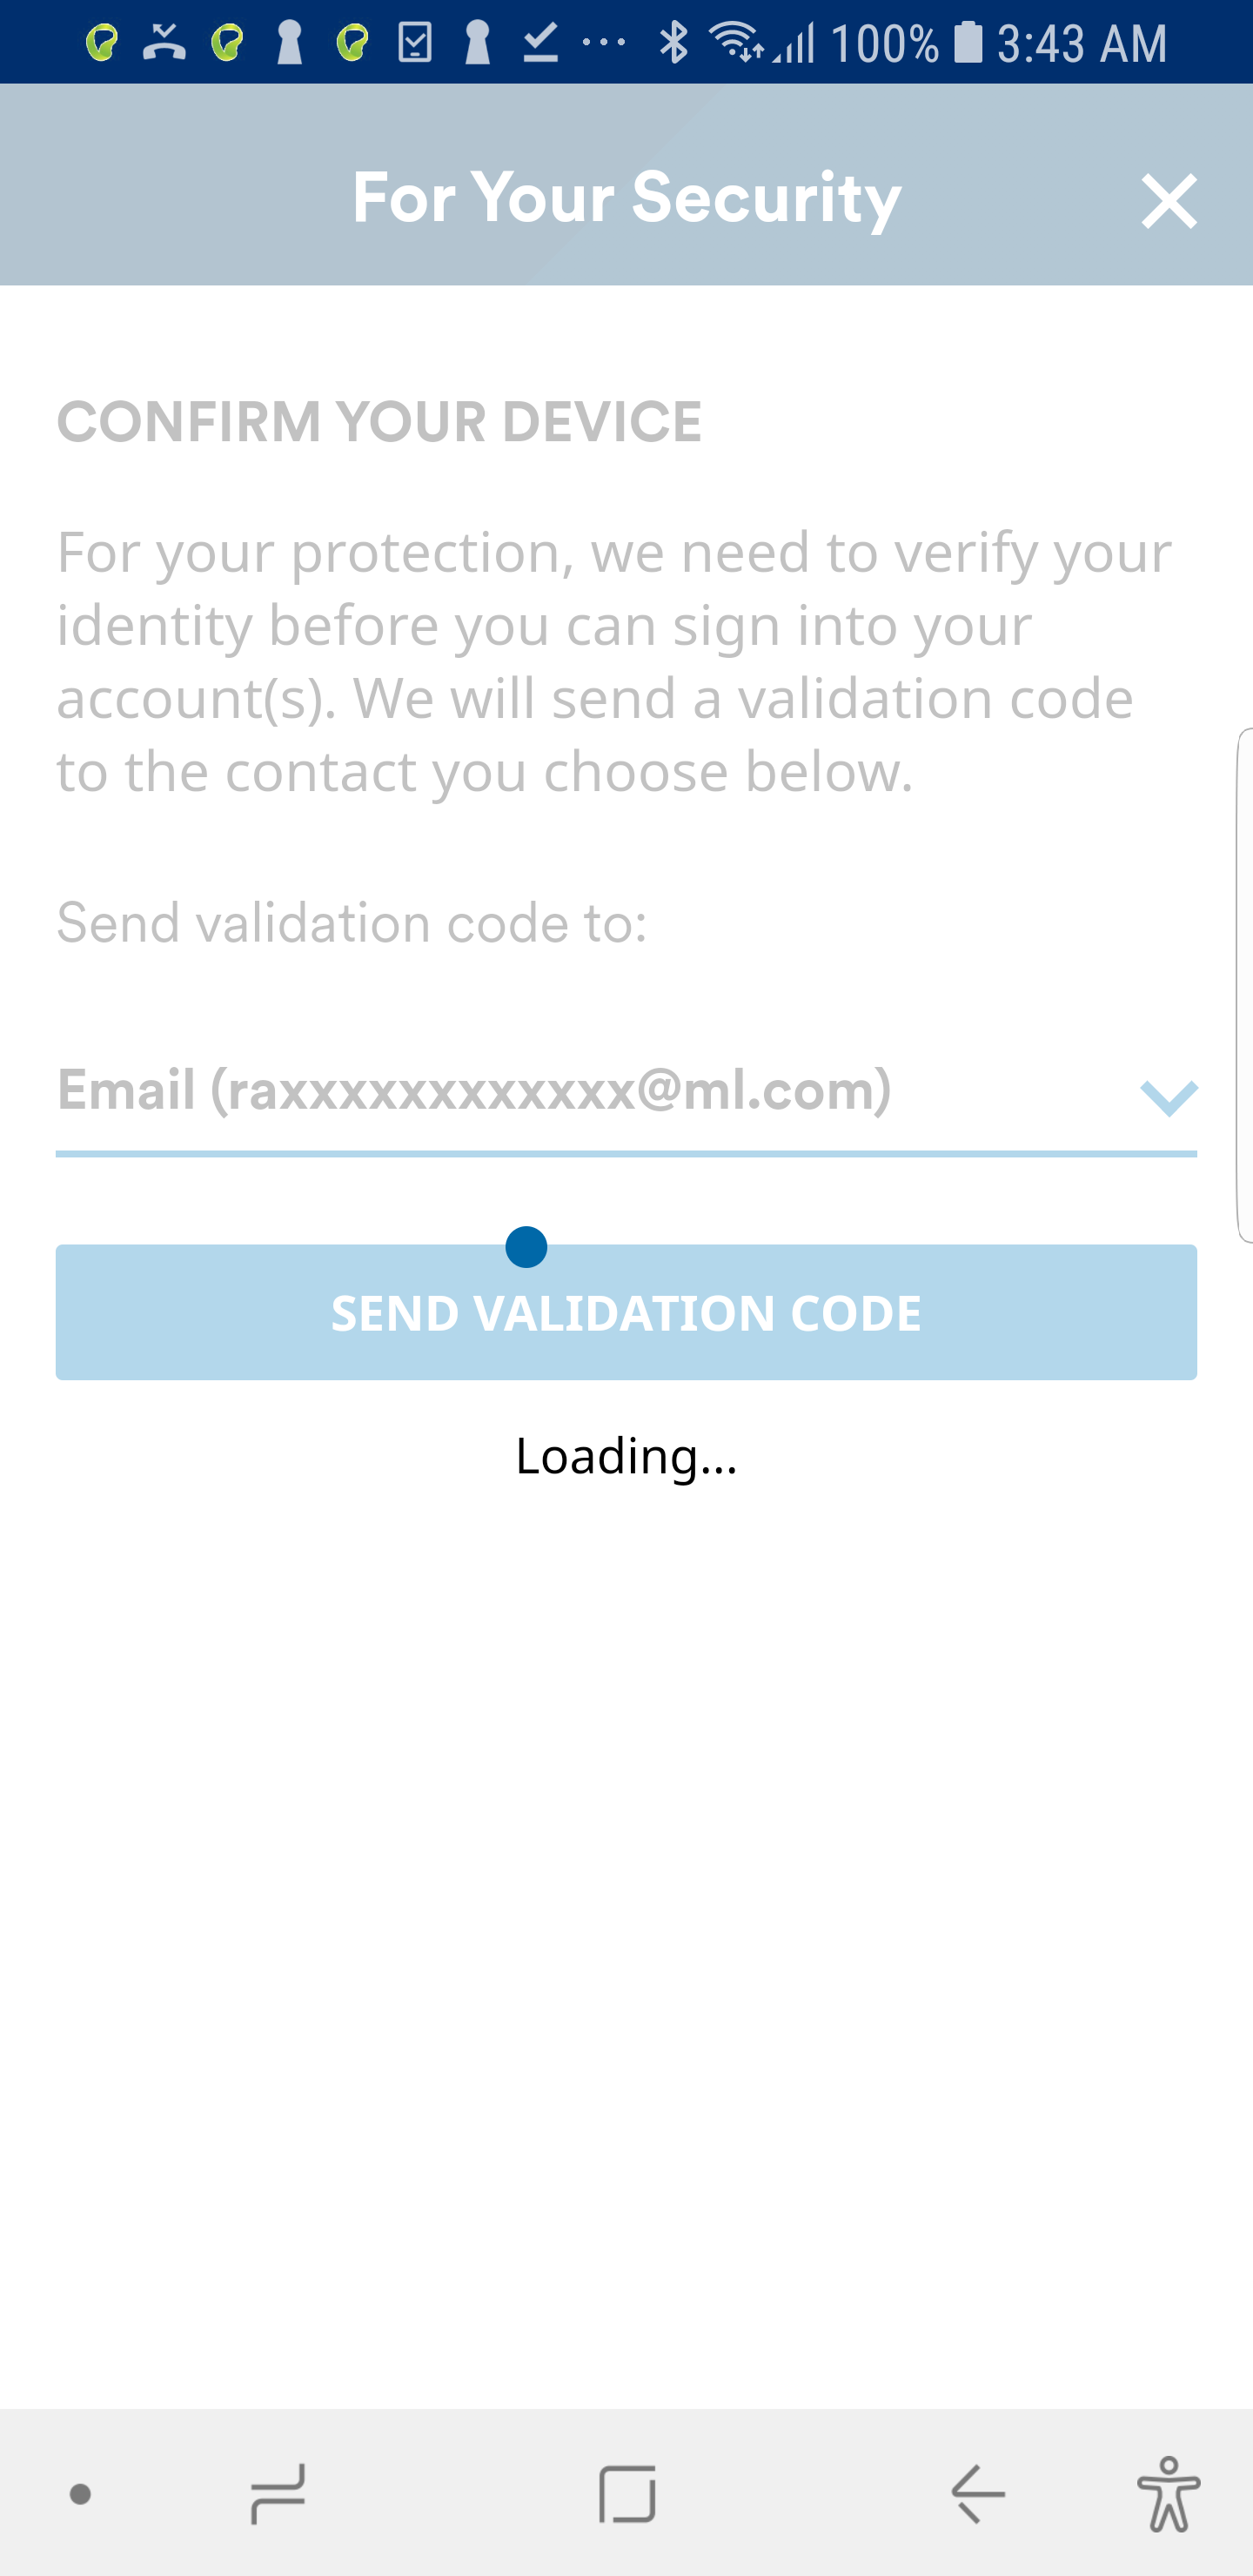 100% 3:43 AM
For Your Security
CONFIRM YOUR DEVICE
For your protection, we need to verify your
identity before you can sign into your
account(s). We will send a validation code
to the contact you choose below.
Send validation code to:
Email (raxxxxxxxxxxxx@ml.com)
SEND VALIDATION CODE
Loading...